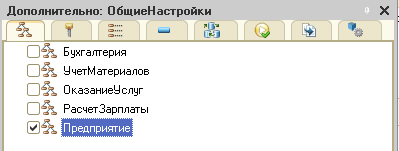 Дополнительно: ОбщиеНастройки
Бухгалтерия
УчетМатериалов
ОказаниеУслуг
РасчетЗарплаты
Предприятие